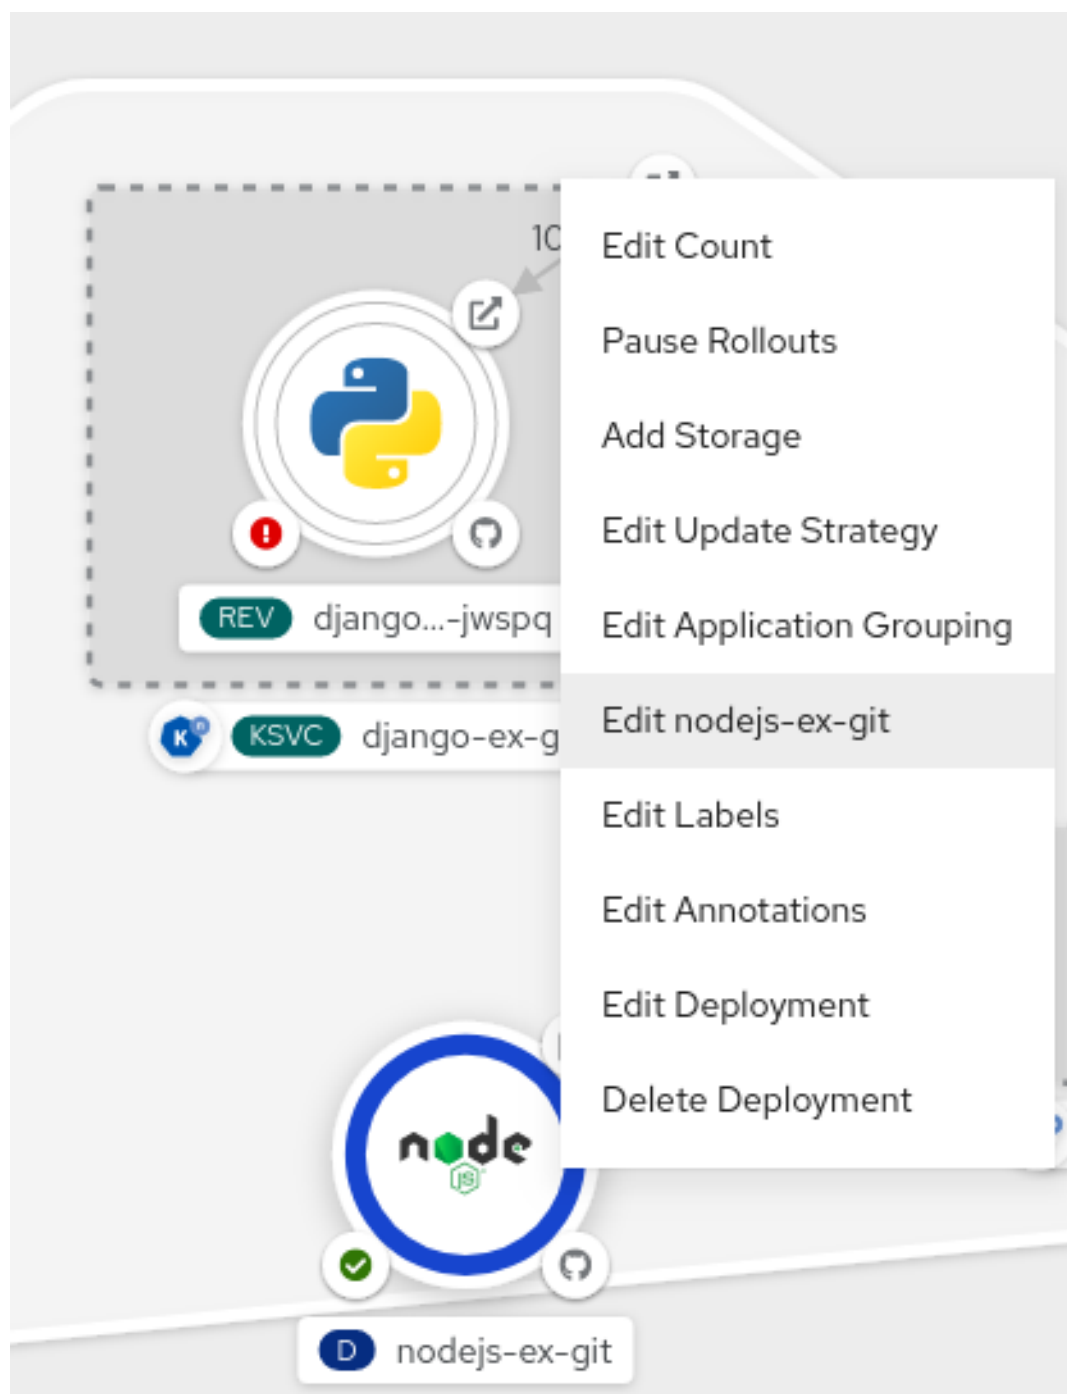 10
Edit Count
Pause Rollouts
Add Storage
Edit Update Strategy
REV django...-jwspq
Edit Application Grouping
Edit nodejs-ex-git
K n KSVC django-ex-g
Edit Labels
Edit Annotations
Edit Deployment
Delete Deployment
node
JS
D nodejs-ex-git